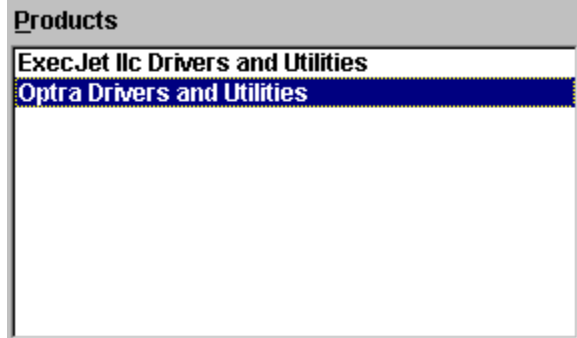 Products
ExecJet IIc Drivers and Utilities
Optra Drivers and Utilities